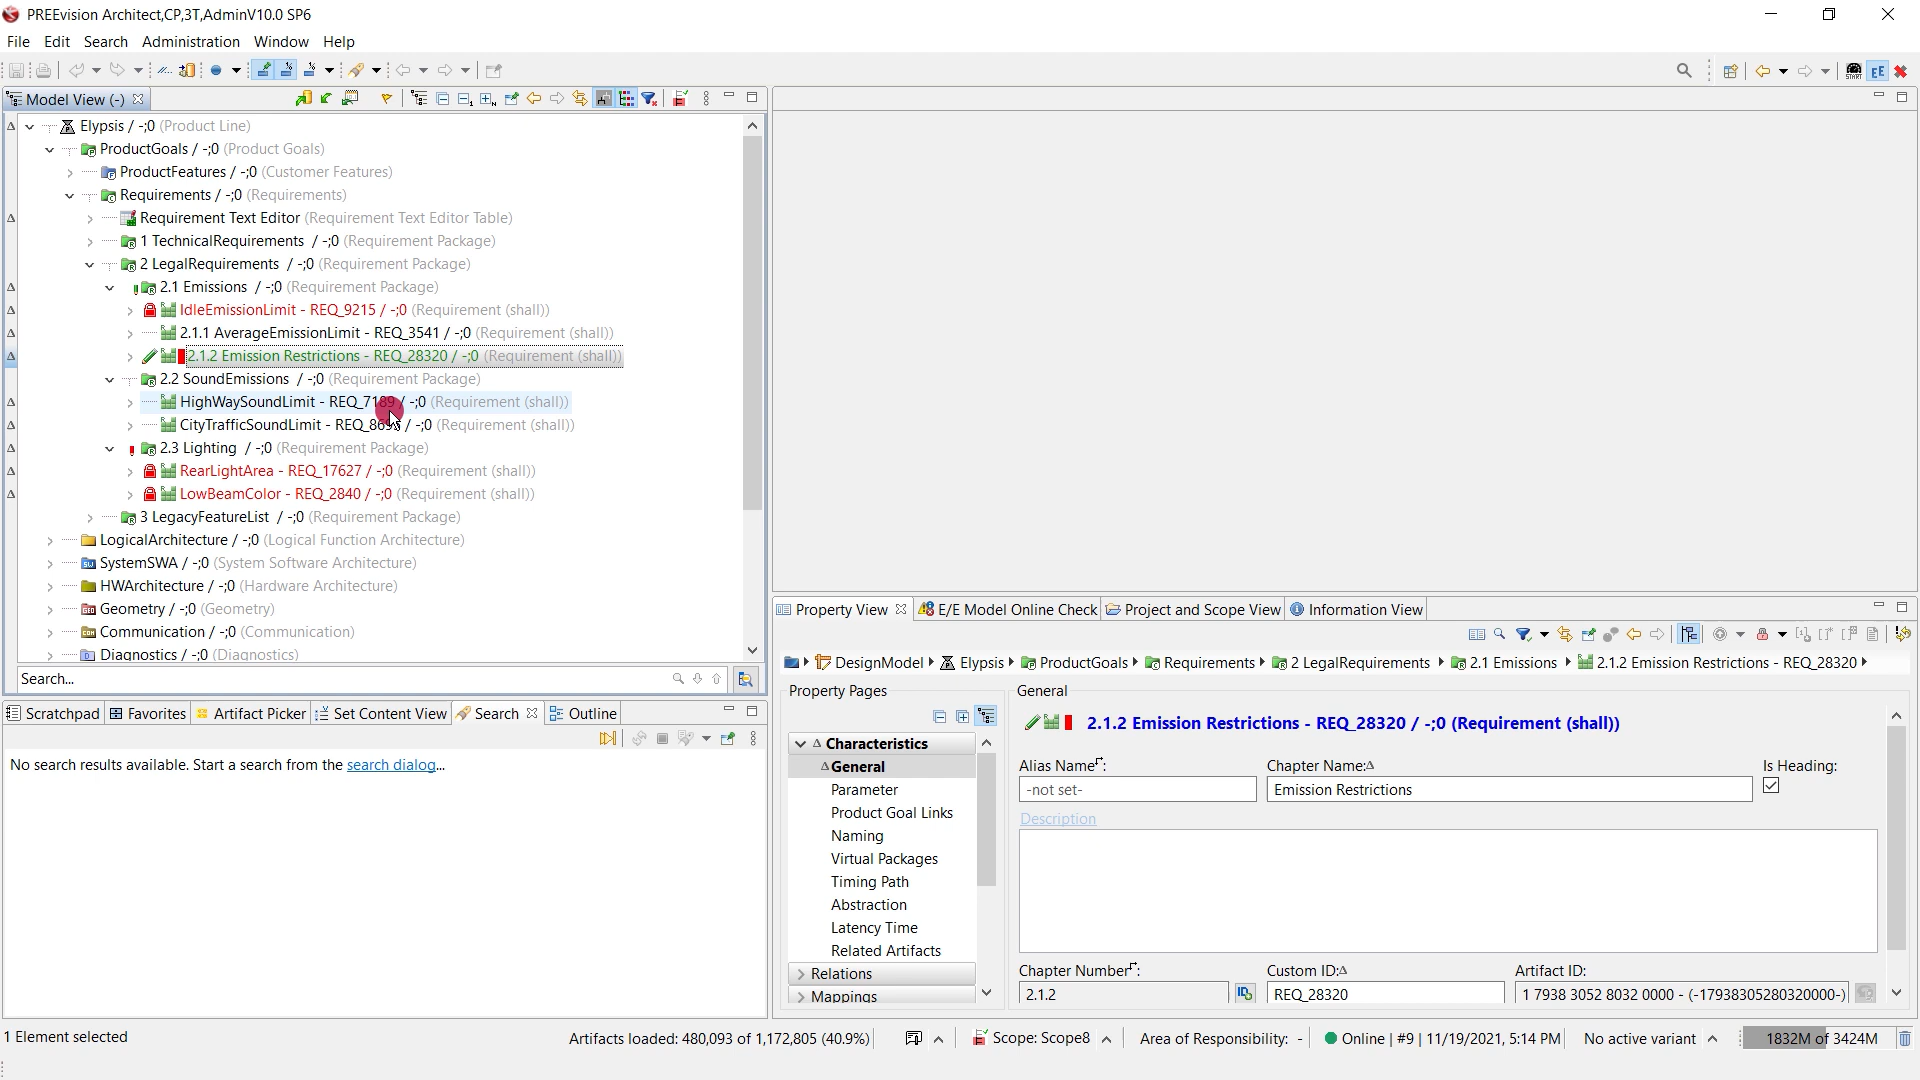 PREEvision Architect,CP,3T,AdminV10.0 SP6
File Edit Search Administration Window Help
Model View (-)
Elypsis / -;0 (Product Line)
ProductGoals / -;0 (Product Goals)
ProductFeatures / -;0 (Customer Features)
Requirements / -;0 (Requirements)
Requirement Text Editor (Requirement Text Editor Table)
1 TechnicalRequirements / -;0 (Requirement Package)
2 LegalRequirements / -;0 (Requirement Package)
2.1 Emissions / -;0 (Requirement Package)
IdleEmissionLimit - REQ_9215 / -;0 (Requirement (shall))
2.1.1 AverageEmissionLimit - REQ_3541 / -;0 (Requirement (shall))
2.1.2 Emission Restrictions - REQ_28320 / -;0 (Requirement (shall))
2.2 SoundEmissions / -;0 (Requirement Package)
HighWaySoundLimit - REQ_7189 / -;0 (Requirement (shall))
CityTrafficSoundLimit - / -;0 (Requirement (shall))
2.3 Lighting / -;0 (Requirement Package)
RearLightArea - REQ_17627 / -;0 (Requirement (shall))
LowBeamColor - REQ_2840 / -;0 (Requirement (shall))
3 LegacyFeatureList / -;0 (Requirement Package)
LogicalArchitecture / -;0 (Logical Function Architecture)
SystemSWA / -;0 (System Software Architecture)
HWArchitecture / -;0 (Hardware Architecture)
Geometry / -;0 (Geometry)
Communication / -;0 (Communication)
Diagnostics / -;0 (Diagnostics)
Search...
Scratchpad Favorites Artifact Picker Set Content View Search Outline
No search results available. Start a search from the search dialog...
Property View E/E Model Online Check Project and Scope View Information View
DesignModel Elypsis ProductGoals Requirements 2 LegalRequirements 2.1 Emissions 2.1.2 Emission Restrictions - REQ_28320
Property Pages
Characteristics
General
Parameter
Product Goal Links
Naming
Virtual Packages
Timing Path
Abstraction
Latency Time
Related Artifacts
Relations
Mappings
General
2.1.2 Emission Restrictions - REQ_28320 / -;0 (Requirement (shall))
Alias Name: Chapter Name: Is Heading:
-not set- Emission Restrictions
Description
Chapter Number: Custom ID: Artifact ID:
2.1.2 REQ_28320 1 7938 3052 8032 0000 - (-17938305280320000-)
1 Element selected Artifacts loaded: 480,093 of 1,172,805 (40.9%) Scope: Scope8 Area of Responsibility: - Online | #9 | 11/19/2021, 5:14 PM No active variant 1832M of 3424M